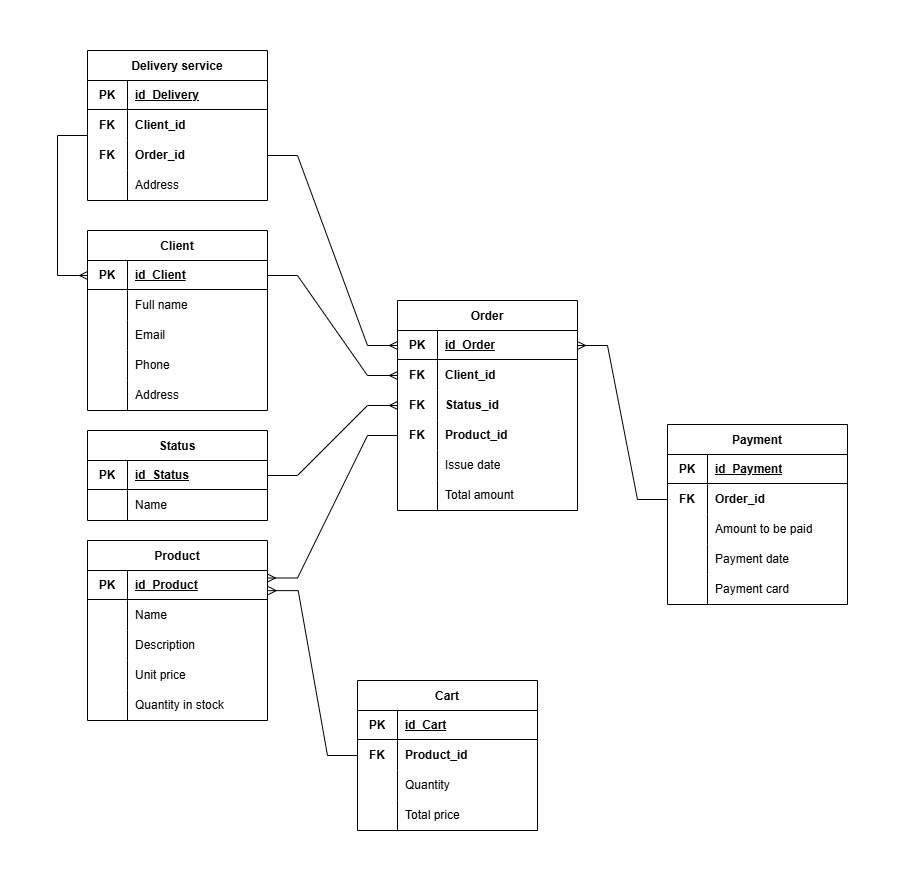 Delivery service
PK id_Delivery
FK Client_id
FK Order_id
Address
Client
PK id_Client
Full name
Email
Phone
Address
Status
PK id_Status
Name
Product
PK id_Product
Name
Description
Unit price
Quantity in stock
Order
PK id_Order
FK Client_id
FK Status_id
FK Product_id
Issue date
Total amount
Payment
PK id_Payment
FK Order_id
Amount to be paid
Payment date
Payment card
Cart
PK id_Cart
FK Product_id
Quantity
Total price